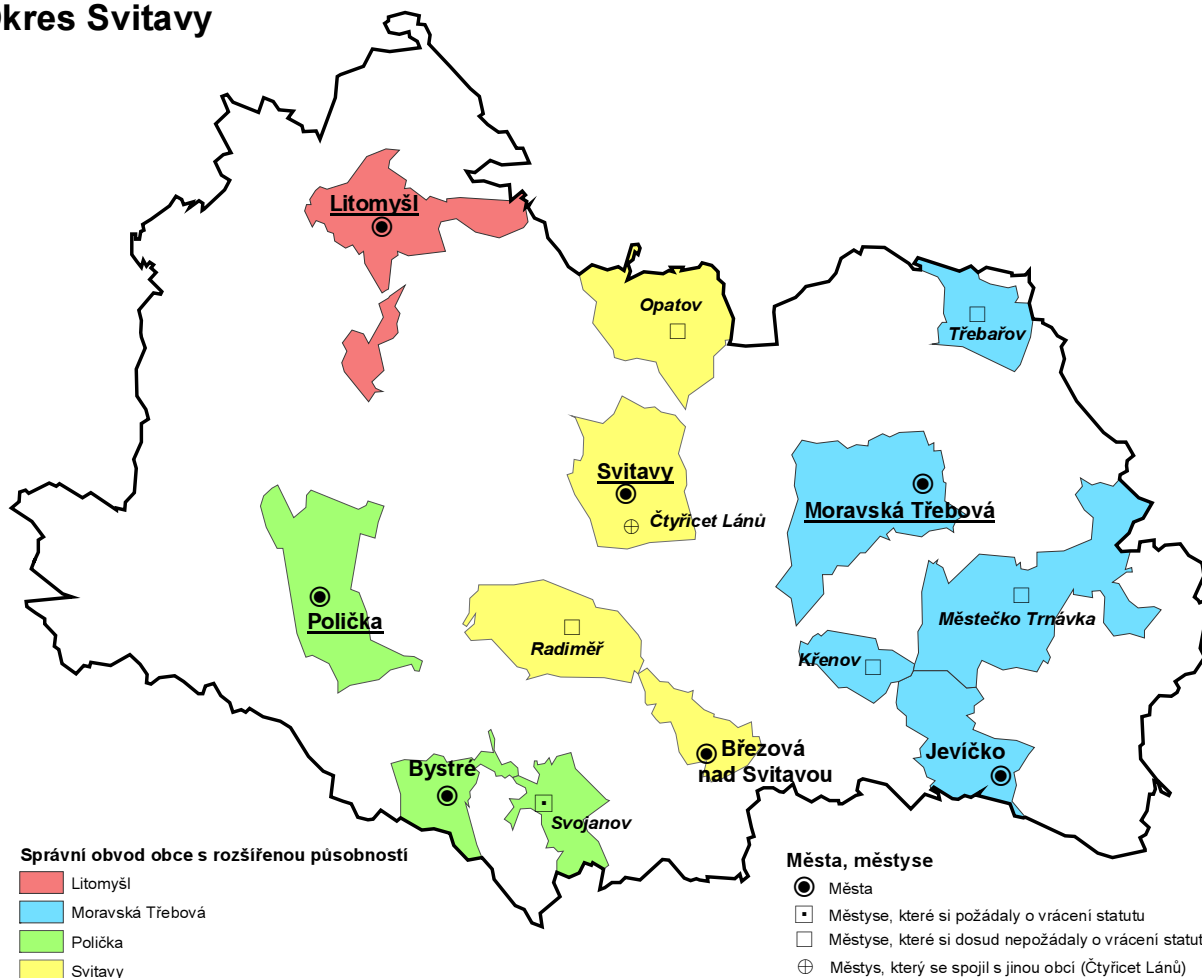 kres Svitavy
Litomyšl
Opatov
Třebařov
Svitavy
Čtyřicet Lánů
Moravská Třebová
Městečko Trnávka
Polička
Radiměř
Křenov
Březová
nad Svitavou
Jevíčko
Bystré
Svojanov
Správní obvod obce s rozšířenou působností
Litomyšl
Moravská Třebová
Polička
Svitavy
Města, městyse
Města
Městyse, které si požádaly o vrácení statutu
Městyse, které si dosud nepožádaly o vrácení statut
Městys, který se spojil s jinou obcí (Čtyřicet Lánů)